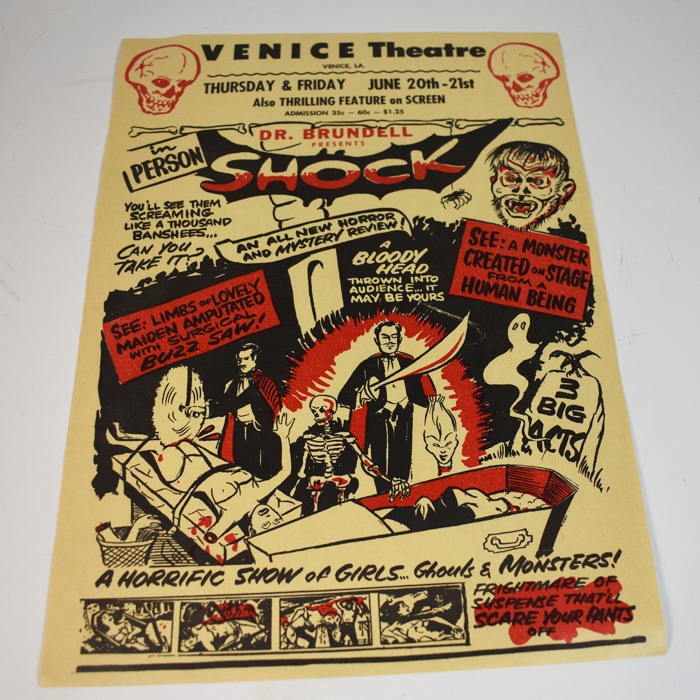 VENICE Theatre
VENICE, LA.
THURSDAY & FRIDAY JUNE 20th-21st
Also THRILLING FEATURE on SCREEN
ADMISSION 35c — 60c — $1.25
DR. BRUNDELL
PRESENTS
in PERSON
SHOCK
YOU'LL SEE THEM
SCREAMING
LIKE A THOUSAND
BANSHEES...
CAN YOU
TAKE IT?
AN ALL NEW HORROR
AND MYSTERY REVIEW!
A
BLOODY
HEAD
THROWN INTO
AUDIENCE... IT
MAY BE YOURS
SEE: A MONSTER
CREATED ON STAGE
FROM A
HUMAN BEING
SEE: LIMBS OF LOVELY
MAIDEN AMPUTATED
WITH SURGICAL
BUZZ SAW!
3
BIG
ACTS
A HORRIFIC SHOW of GIRLS... Ghouls & MONSTERS!
FRIGHTMARE OF
SUSPENSE THAT'LL
SCARE YOUR PANTS
OFF